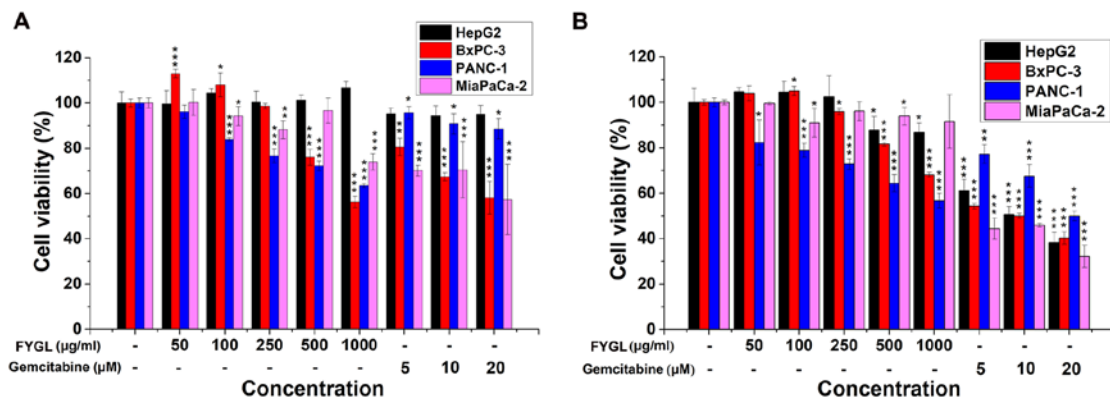 A
HepG2
BxPC-3
PANC-1
MiaPaCa-2
Cell viability (%)
120
100
80
60
40
20
0
- 50 100 250 500 1000 - - -
FYGL (μg/ml)
Gemcitabine (μM)
- - - - - - 5 10 20
Concentration
B
HepG2
BxPC-3
PANC-1
MiaPaCa-2
Cell viability (%)
120
100
80
60
40
20
0
- 50 100 250 500 1000 - - -
FYGL (μg/ml)
Gemcitabine (μM)
- - - - - - 5 10 20
Concentration